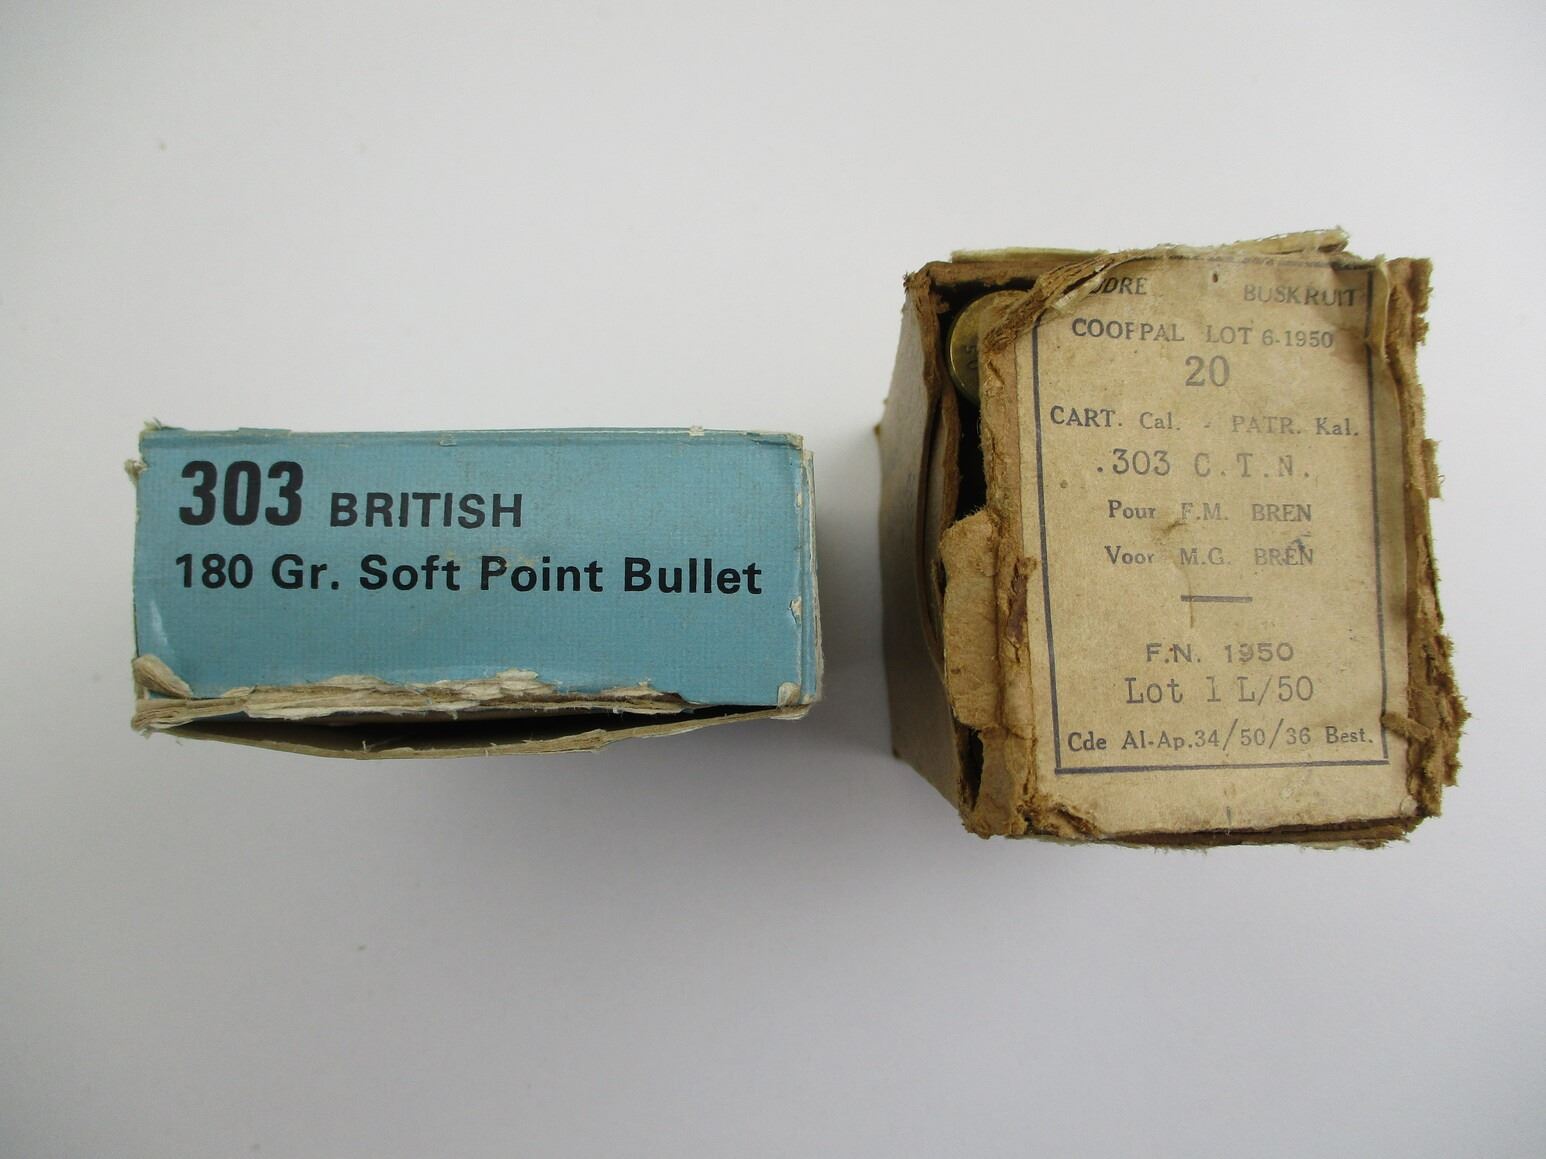 303 BRITISH
180 Gr. Soft Point Bullet
BUSKRUIT
COOPPAL LOT 6-1950
20
CART. Cal. - PATR. Kal.
.303 C.T.N.
Pour F.M. BREN
Voor M.G. BREN
F.N. 1950
Lot 1 L/50
Cde Al-Ap.34/50/36 Best.